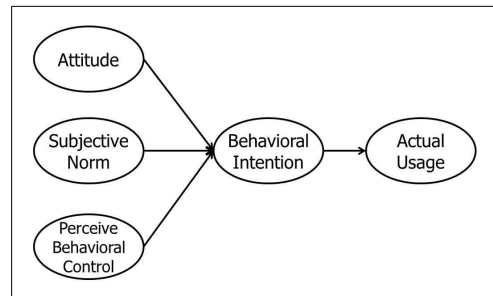 Attitude
Subjective
Norm
Perceive
Behavioral
Control
Behavioral
Intention
Actual
Usage